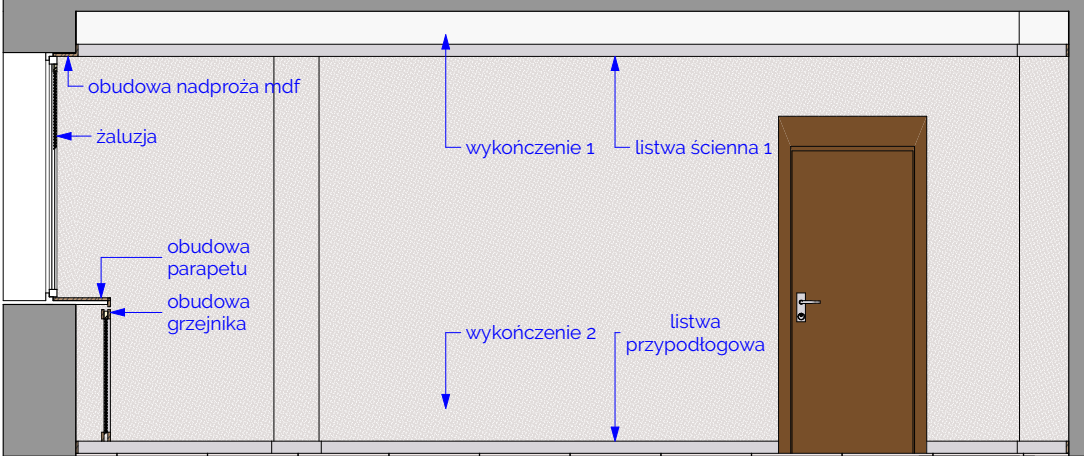 obudowa nadproża mdf
żaluzja
wykończenie 1
listwa ścienna 1
obudowa
parapetu
obudowa
grzejnika
wykończenie 2
listwa
przypodłogowa